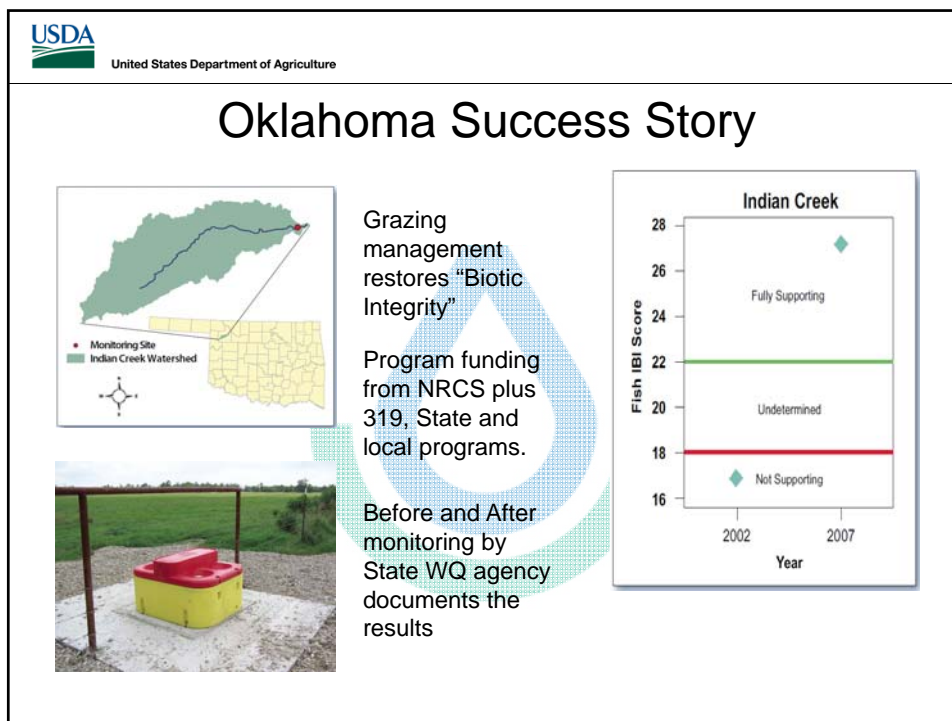 USDA
United States Department of Agriculture
Oklahoma Success Story
Monitoring Site
Indian Creek Watershed
N
W
E
S
Grazing
management
restores “Biotic
Integrity”
Program funding
from NRCS plus
319, State and
local programs.
Before and After
monitoring by
State WQ agency
documents the
results
Indian Creek
Fish IBI Score
28
26
24
22
20
18
16
Fully Supporting
Undetermined
Not Supporting
2002
2007
Year